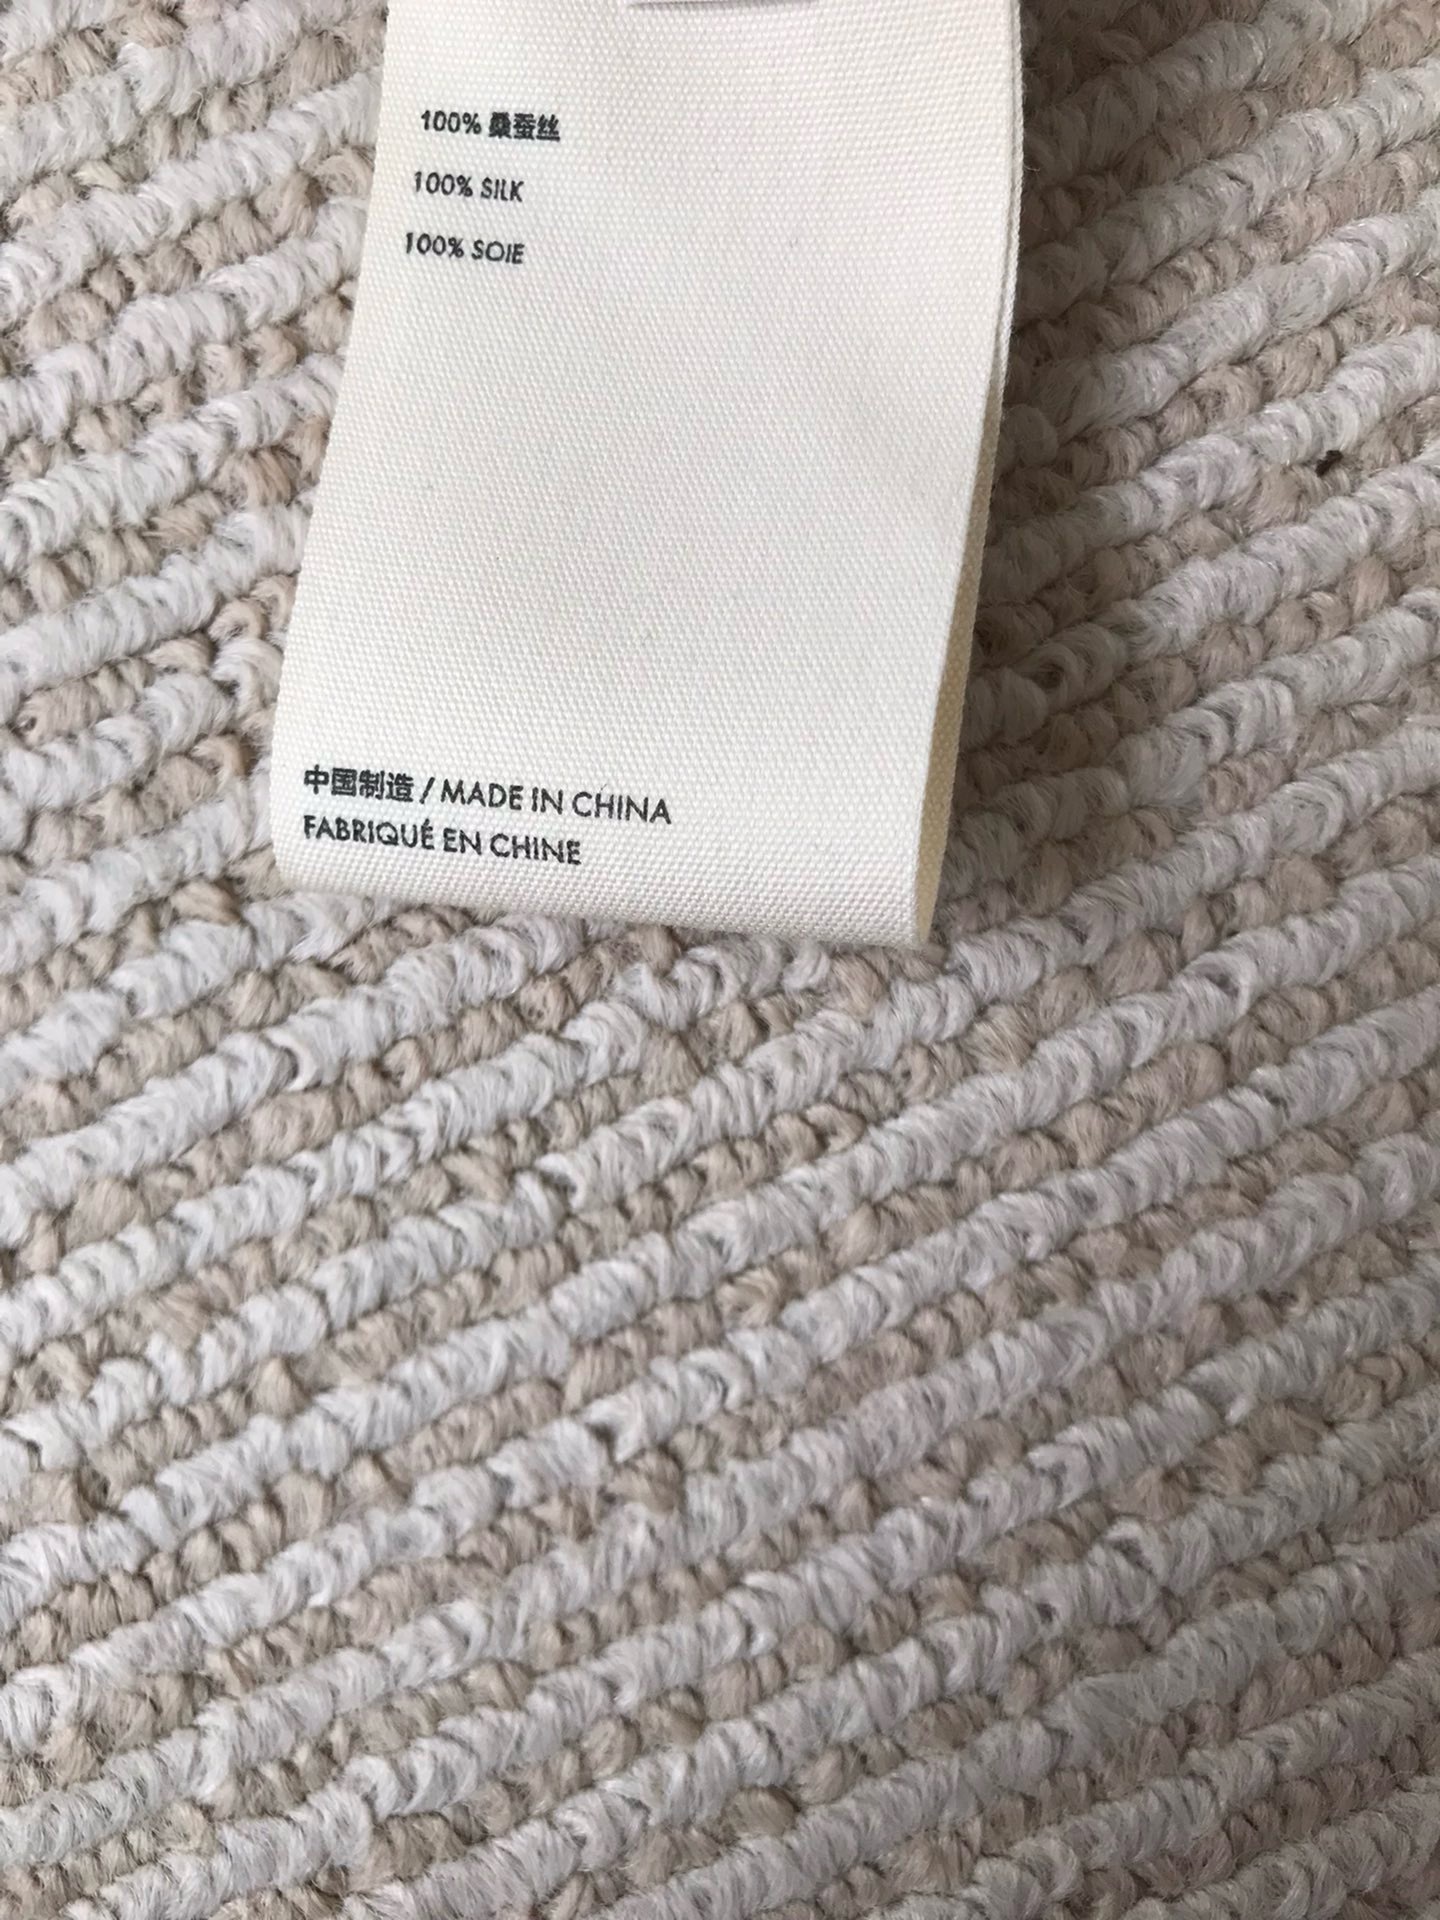 100% 桑蚕丝
100% SILK
100% SOIE
中国制造 / MADE IN CHINA
FABRIQUÉ EN CHINE